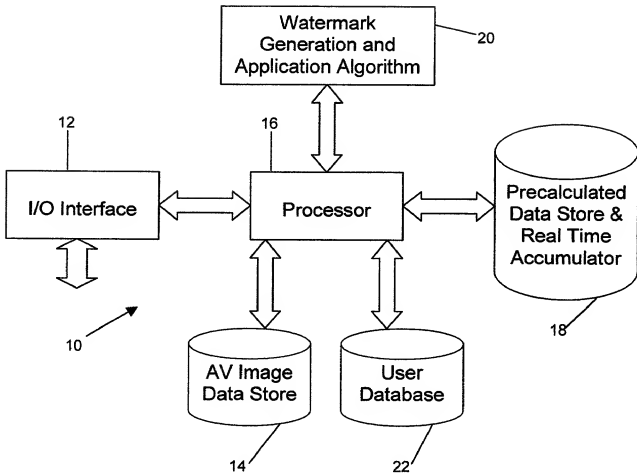 Watermark
Generation and
Application Algorithm
20
12
16
I/O Interface
Processor
Precalculated
Data Store &
Real Time
Accumulator
10
18
AV Image
Data Store
User
Database
14
22